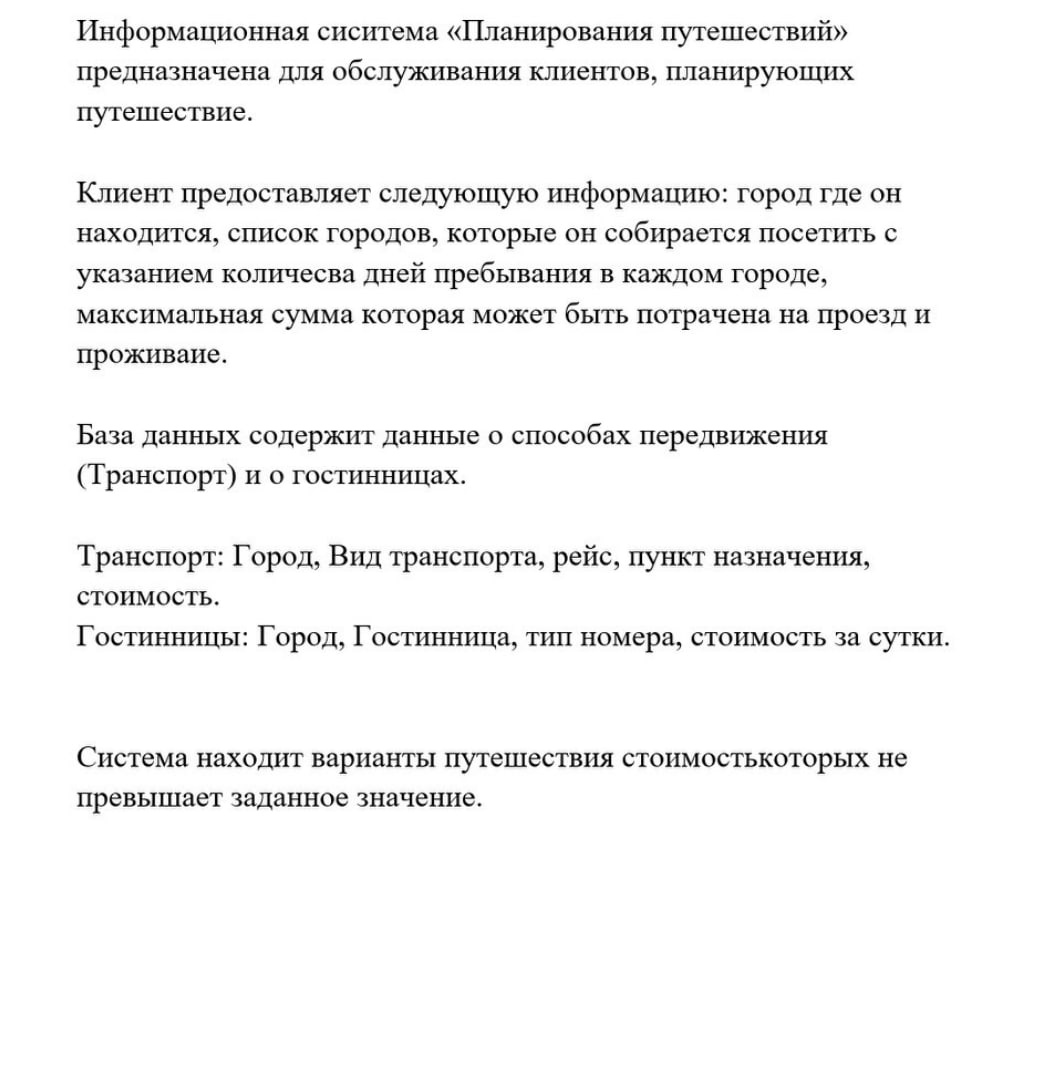 Информационная сиситема «Планирования путешествий»
предназначена для обслуживания клиентов, планирующих
путешествие.
Клиент предоставляет следующую информацию: город где он
находится, список городов, которые он собирается посетить с
указанием количесва дней пребывания в каждом городе,
максимальная сумма которая может быть потрачена на проезд и
проживаие.
База данных содержит данные о способах передвижения
(Транспорт) и о гостинницах.
Транспорт: Город, Вид транспорта, рейс, пункт назначения,
стоимость.
Гостинницы: Город, Гостинница, тип номера, стоимость за сутки.
Система находит варианты путешествия стоимостькоторых не
превышает заданное значение.